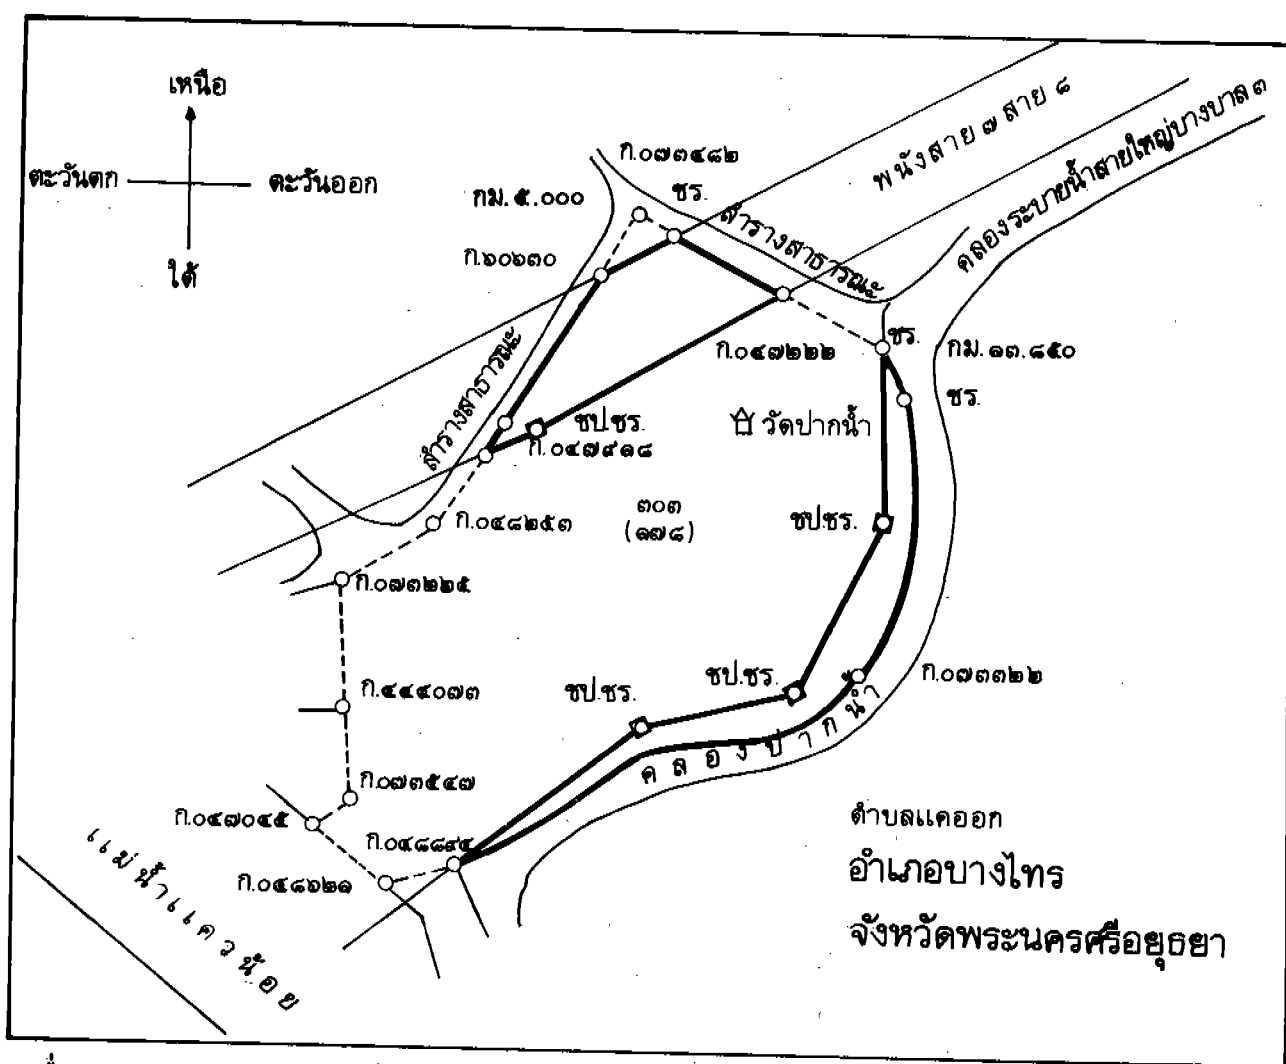 เหนือ
ตะวันตก
ตะวันออก
ใต้
ก.๐๗๓๔๘๒
กม. ๕.๐๐๐
ชร.
พนังสาย ๗ สาย ๘
คลองระบายน้ำสายใหญ่บางบาล ๓
สำรางสาธารณะ
ก.๖๐๖๓๐
สำรางสาธารณะ
ก.๐๔๗๒๒๒
ชร.
กม. ๑๓.๘๕๐
ชร.
ชป.ชร.
วัดปากน้ำ
ก.๐๔๗๙๑๘
๓๐๓
(๑๗๘)
ชป.ชร.
ก.๐๔๘๒๕๓
ก.๐๗๓๒๒๕
ชป.ชร.
ชป.ชร.
ก.๐๗๓๓๒๒
ก.๔๔๕๐๗๓
คลองปากน้ำ
ก.๐๗๓๕๔๗
ก.๐๔๗๐๔๕
ก.๐๔๘๘๙๔
ก.๐๔๘๖๒๑
แม่น้ำแควน้อย
ตำบลแคออก
อำเภอบางไทร
จังหวัดพระนครศรีอยุธยา